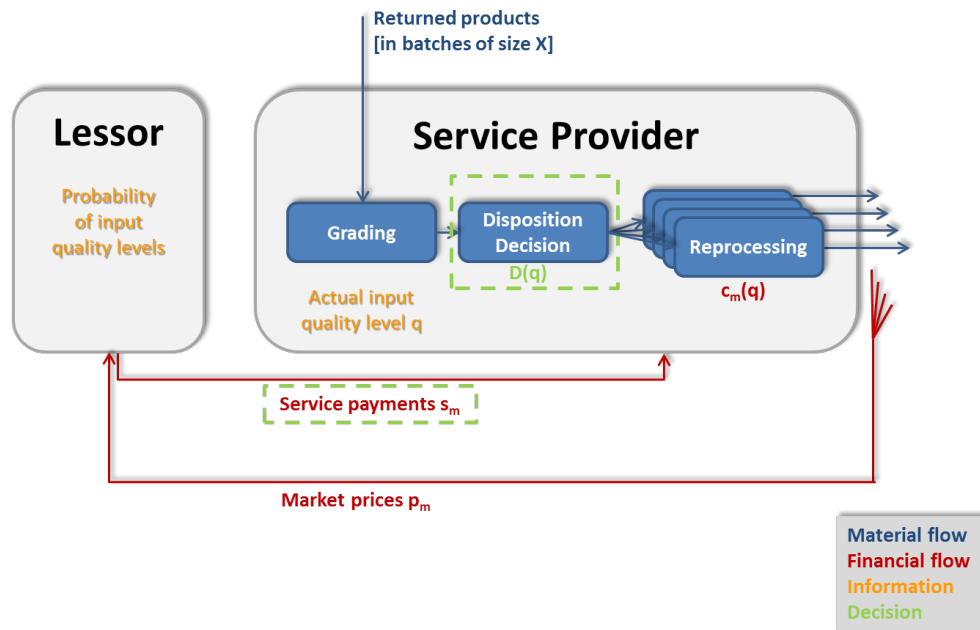 Returned products
[in batches of size X]
Lessor
Service Provider
Probability
of input
quality levels
Grading
Disposition
Decision
D(q)
Reprocessing
cₘ(q)
Actual input
quality level q
Service payments sₘ
Market prices pₘ
Material flow
Financial flow
Information
Decision